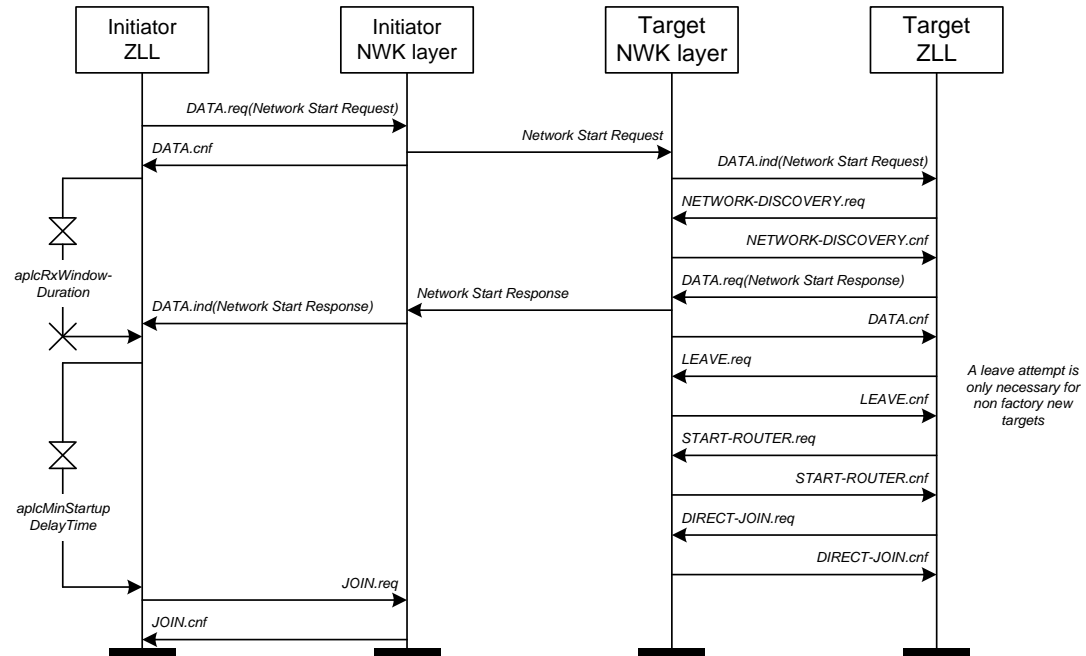 Initiator
ZLL
Initiator
NWK layer
Target
NWK layer
Target
ZLL
DATA.req(Network Start Request)
Network Start Request
DATA.cnf
DATA.ind(Network Start Request)
NETWORK-DISCOVERY.req
NETWORK-DISCOVERY.cnf
aplcRxWindow-
Duration
DATA.req(Network Start Response)
Network Start Response
DATA.ind(Network Start Response)
DATA.cnf
LEAVE.req
A leave attempt is
only necessary for
non factory new
targets
LEAVE.cnf
START-ROUTER.req
START-ROUTER.cnf
aplcMinStartup
DelayTime
DIRECT-JOIN.req
DIRECT-JOIN.cnf
JOIN.req
JOIN.cnf